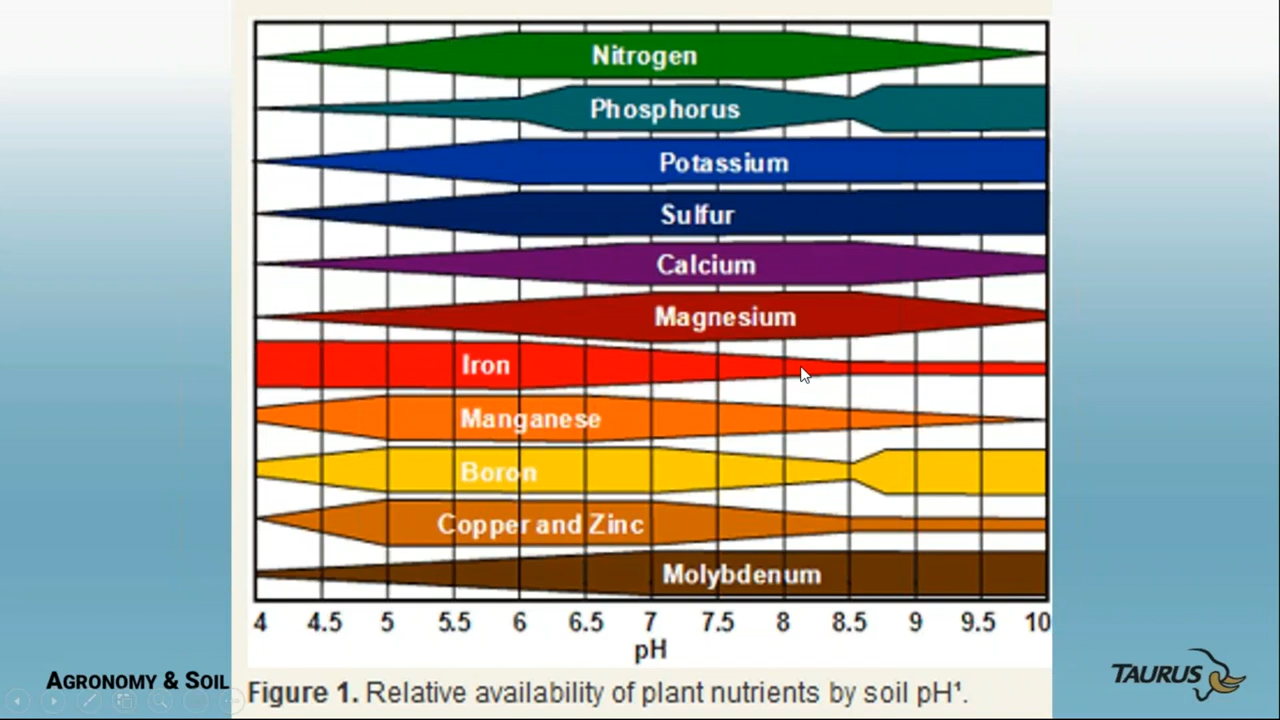 Nitrogen
Phosphorus
Potassium
Sulfur
Calcium
Magnesium
Iron
Manganese
Boron
Copper and Zinc
Molybdenum
4 4.5 5 5.5 6 6.5 7 7.5 8 8.5 9 9.5 10
pH
AGRONOMY & SOIL
Figure 1. Relative availability of plant nutrients by soil pH¹.
TAURUS